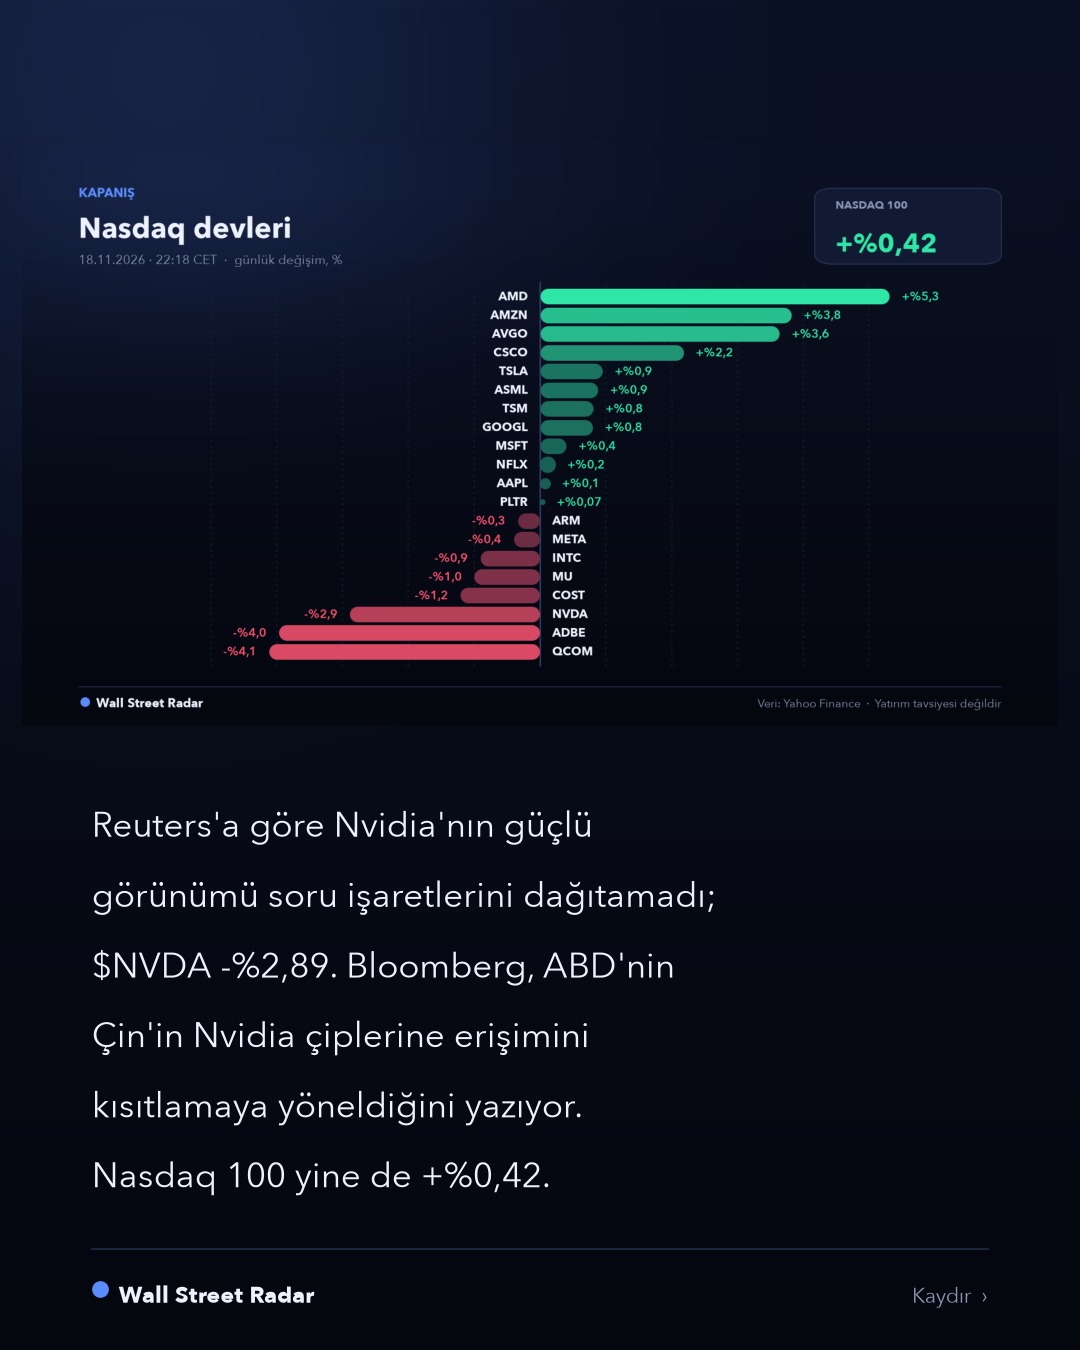 KAPANIŞ
Nasdaq devleri
18.11.2026 · 22:18 CET · günlük değişim, %
NASDAQ 100
+%0,42
AMD +%5,3
AMZN +%3,8
AVGO +%3,6
CSCO +%2,2
TSLA +%0,9
ASML +%0,9
TSM +%0,8
GOOGL +%0,8
MSFT +%0,4
NFLX +%0,2
AAPL +%0,1
PLTR +%0,07
-%0,3 ARM
-%0,4 META
-%0,9 INTC
-%1,0 MU
-%1,2 COST
-%2,9 NVDA
-%4,0 ADBE
-%4,1 QCOM
Wall Street Radar
Veri: Yahoo Finance · Yatırım tavsiyesi değildir
Reuters'a göre Nvidia'nın güçlü
görünümü soru işaretlerini dağıtamadı;
$NVDA -%2,89. Bloomberg, ABD'nin
Çin'in Nvidia çiplerine erişimini
kısıtlamaya yöneldiğini yazıyor.
Nasdaq 100 yine de +%0,42.
Wall Street Radar
Kaydır ›